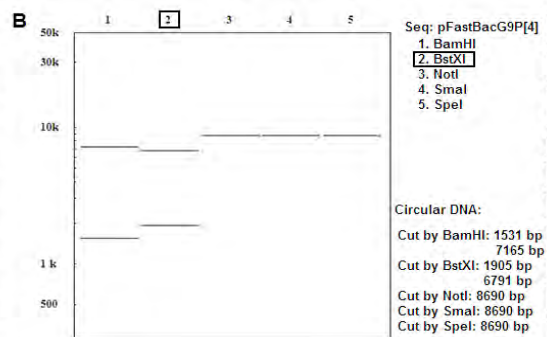 B
1 2 3 4 5
50k
30k
10k
1 k
500
Seq: pFastBacG9P[4]
1. BamHI
2. BstXI
3. NotI
4. SmaI
5. SpeI
Circular DNA:
Cut by BamHI: 1531 bp
7165 bp
Cut by BstXI: 1905 bp
6791 bp
Cut by NotI: 8690 bp
Cut by SmaI: 8690 bp
Cut by SpeI: 8690 bp